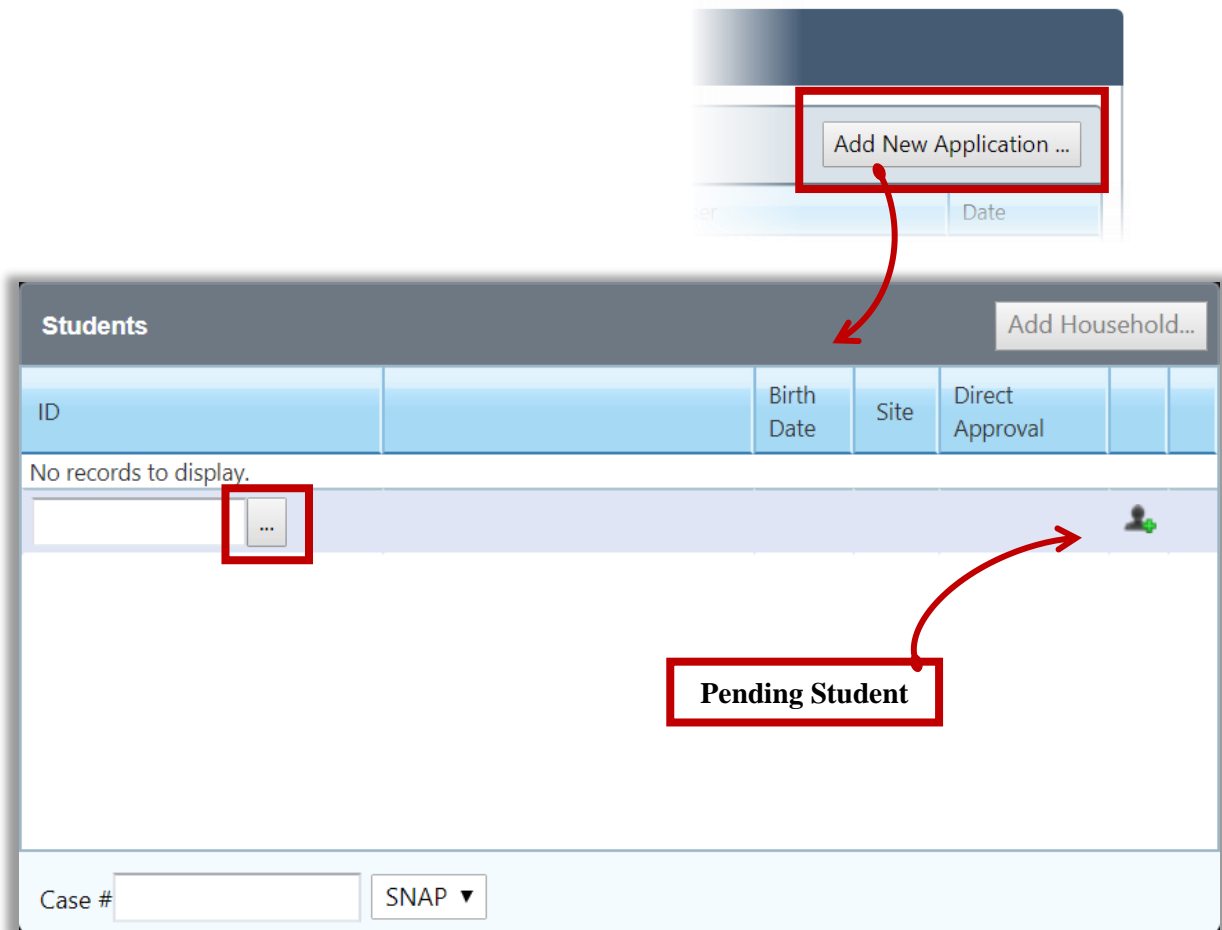 Add New Application ...
Date
Students
Add Household...
ID
Birth Date
Site
Direct Approval
No records to display.
...
Pending Student
Case #
SNAP ▼